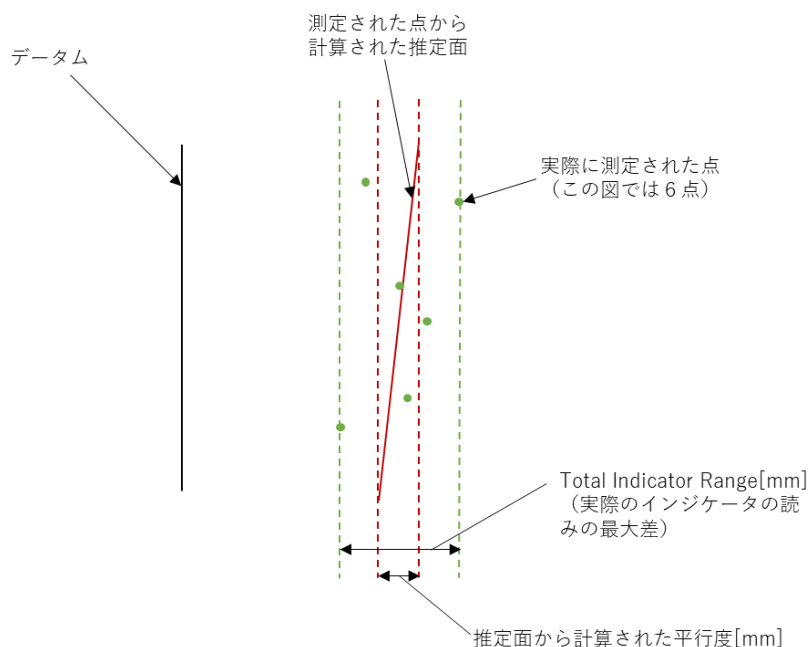 測定された点から
計算された推定面
データム
実際に測定された点
（この図では６点）
Total Indicator Range[mm]
（実際のインジケータの読
みの最大差）
推定面から計算された平行度[mm]